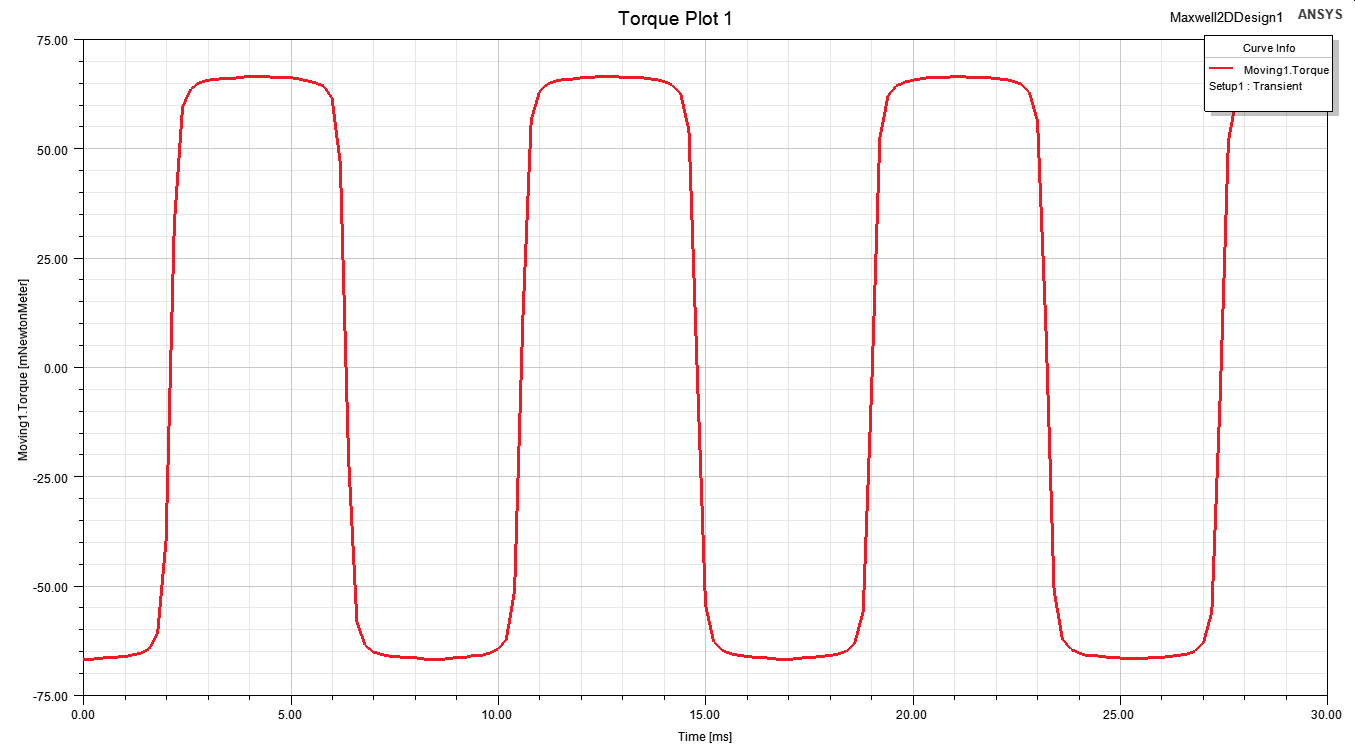 Torque Plot 1
Maxwell2DDesign1
ANSYS
Curve Info
Moving1.Torque
Setup1 : Transient
75.00
50.00
25.00
0.00
-25.00
-50.00
-75.00
Moving1.Torque [mNewtonMeter]
0.00 5.00 10.00 15.00 20.00 25.00 30.00
Time [ms]